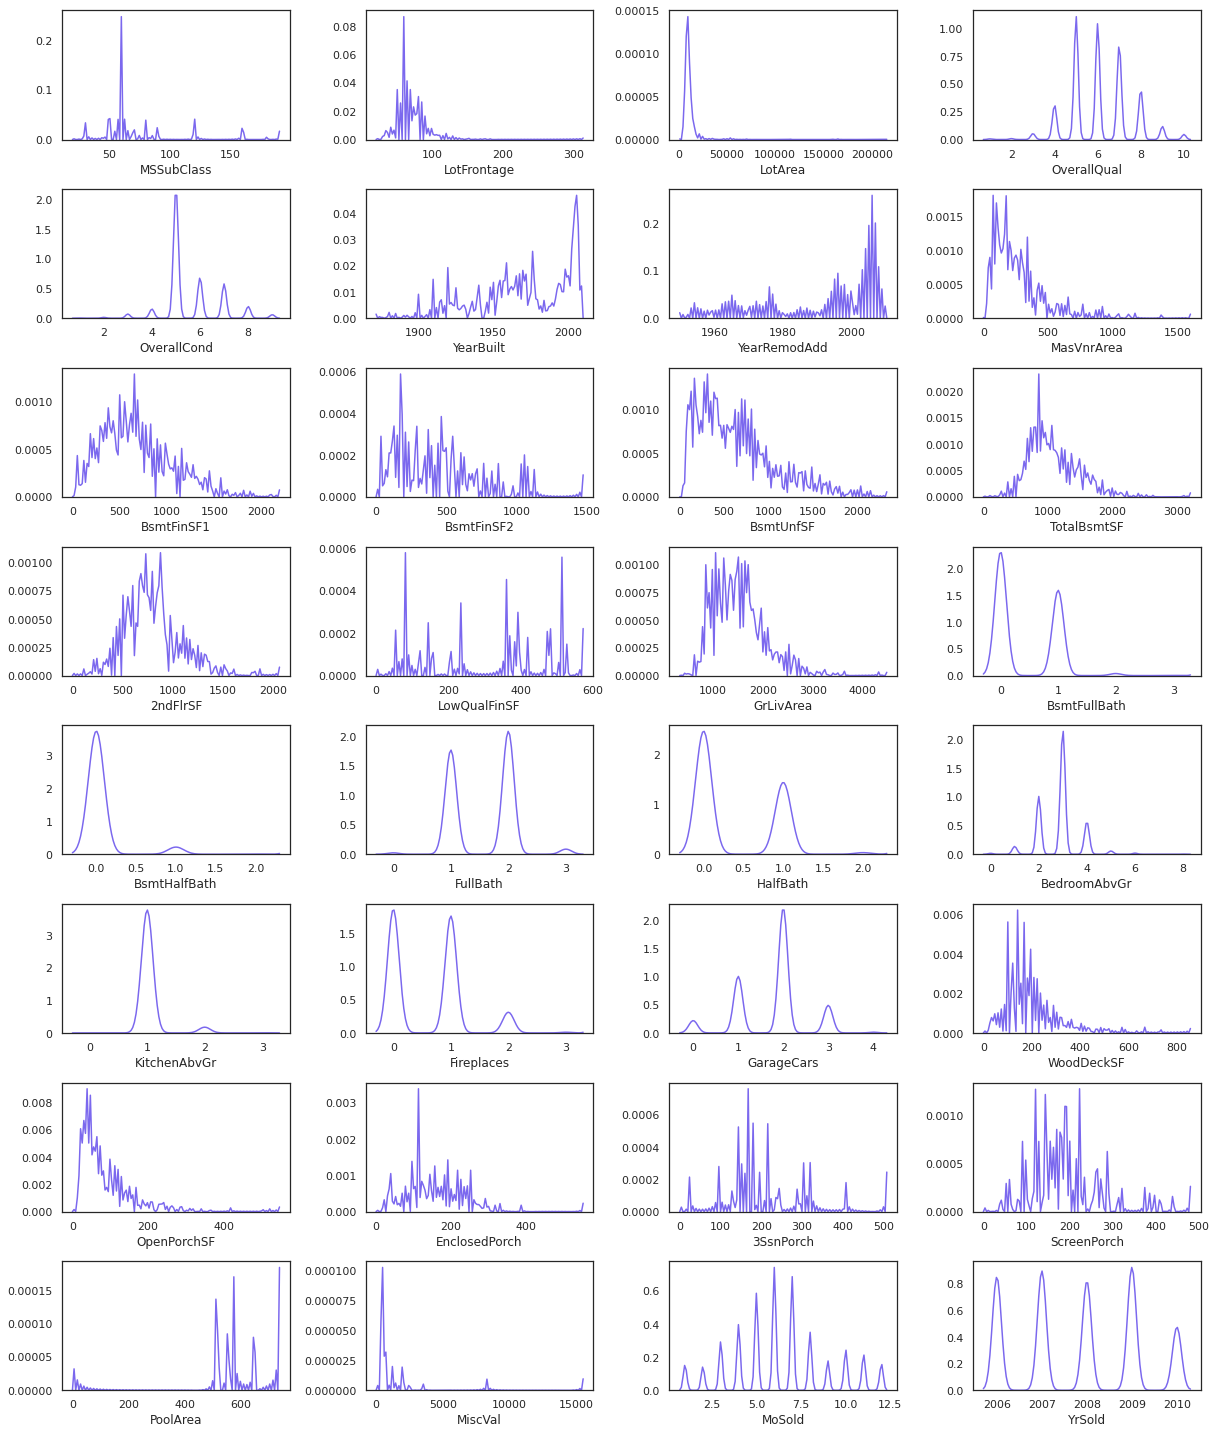 0.2
0.1
0.0
50 100 150
MSSubClass
0.08
0.06
0.04
0.02
0.00
100 200 300
LotFrontage
0.00015
0.00010
0.00005
0.00000
0 50000 100000 150000 200000
LotArea
1.00
0.75
0.50
0.25
0.00
2 4 6 8 10
OverallQual
2.0
1.5
1.0
0.5
0.0
2 4 6 8
OverallCond
0.04
0.03
0.02
0.01
0.00
1900 1950 2000
YearBuilt
0.2
0.1
0.0
1960 1980 2000
YearRemodAdd
0.0015
0.0010
0.0005
0.0000
0 500 1000 1500
MasVnrArea
0.0010
0.0005
0.0000
0 500 1000 1500 2000
BsmtFinSF1
0.0006
0.0004
0.0002
0.0000
0 500 1000 1500
BsmtFinSF2
0.0010
0.0005
0.0000
0 500 1000 1500 2000
BsmtUnfSF
0.0020
0.0015
0.0010
0.0005
0.0000
0 1000 2000 3000
TotalBsmtSF
0.00100
0.00075
0.00050
0.00025
0.00000
0 500 1000 1500 2000
2ndFlrSF
0.0006
0.0004
0.0002
0.0000
0 200 400 600
LowQualFinSF
0.00100
0.00075
0.00050
0.00025
0.00000
1000 2000 3000 4000
GrLivArea
2.0
1.5
1.0
0.5
0.0
0 1 2 3
BsmtFullBath
3
2
1
0
0.0 0.5 1.0 1.5 2.0
BsmtHalfBath
2.0
1.5
1.0
0.5
0.0
0 1 2 3
FullBath
2
1
0
0.0 0.5 1.0 1.5 2.0
HalfBath
2.0
1.5
1.0
0.5
0.0
0 2 4 6 8
BedroomAbvGr
3
2
1
0
0 1 2 3
KitchenAbvGr
1.5
1.0
0.5
0.0
0 1 2 3
Fireplaces
2.0
1.5
1.0
0.5
0.0
0 1 2 3 4
GarageCars
0.006
0.004
0.002
0.000
0 200 400 600 800
WoodDeckSF
0.008
0.006
0.004
0.002
0.000
0 200 400
OpenPorchSF
0.003
0.002
0.001
0.000
0 200 400
EnclosedPorch
0.0006
0.0004
0.0002
0.0000
0 100 200 300 400 500
3SsnPorch
0.0010
0.0005
0.0000
0 100 200 300 400 500
ScreenPorch
0.00015
0.00010
0.00005
0.00000
0 200 400 600
PoolArea
0.000100
0.000075
0.000050
0.000025
0.000000
0 5000 10000 15000
MiscVal
0.6
0.4
0.2
0.0
2.5 5.0 7.5 10.0 12.5
MoSold
0.8
0.6
0.4
0.2
0.0
2006 2007 2008 2009 2010
YrSold